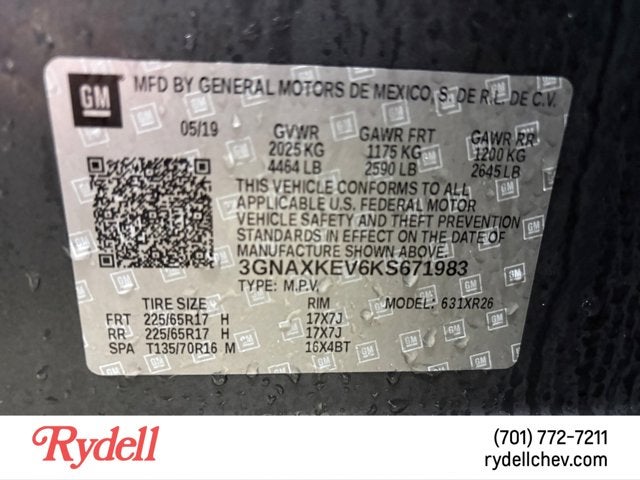 GM MFD BY GENERAL MOTORS DE MEXICO, S. DE R.L. DE C.V.
05/19 GVWR GAWR FRT GAWR RR
2025 KG 1175 KG 1200 KG
4464 LB 2590 LB 2645 LB
THIS VEHICLE CONFORMS TO ALL
APPLICABLE U.S. FEDERAL MOTOR
VEHICLE SAFETY AND THEFT PREVENTION
STANDARDS IN EFFECT ON DATE OF
MANUFACTURE SHOWN ABOVE.
3GNAXKEV6KS671983
TYPE: M.P.V. MODEL: 631XR26
TIRE SIZE RIM
FRT 225/65R17 H 17X7J
RR 225/65R17 H 17X7J
SPA T135/70R16 M 16X4BT
Rydell
(701) 772-7211
rydellchev.com